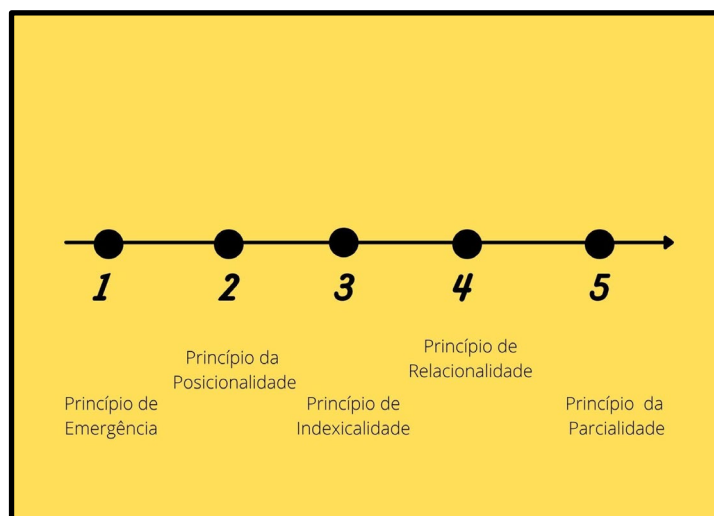 1
2
3
4
5
Princípio de
Emergência
Princípio da
Posicionalidade
Princípio de
Indexicalidade
Princípio de
Relacionalidade
Princípio da
Parcialidade